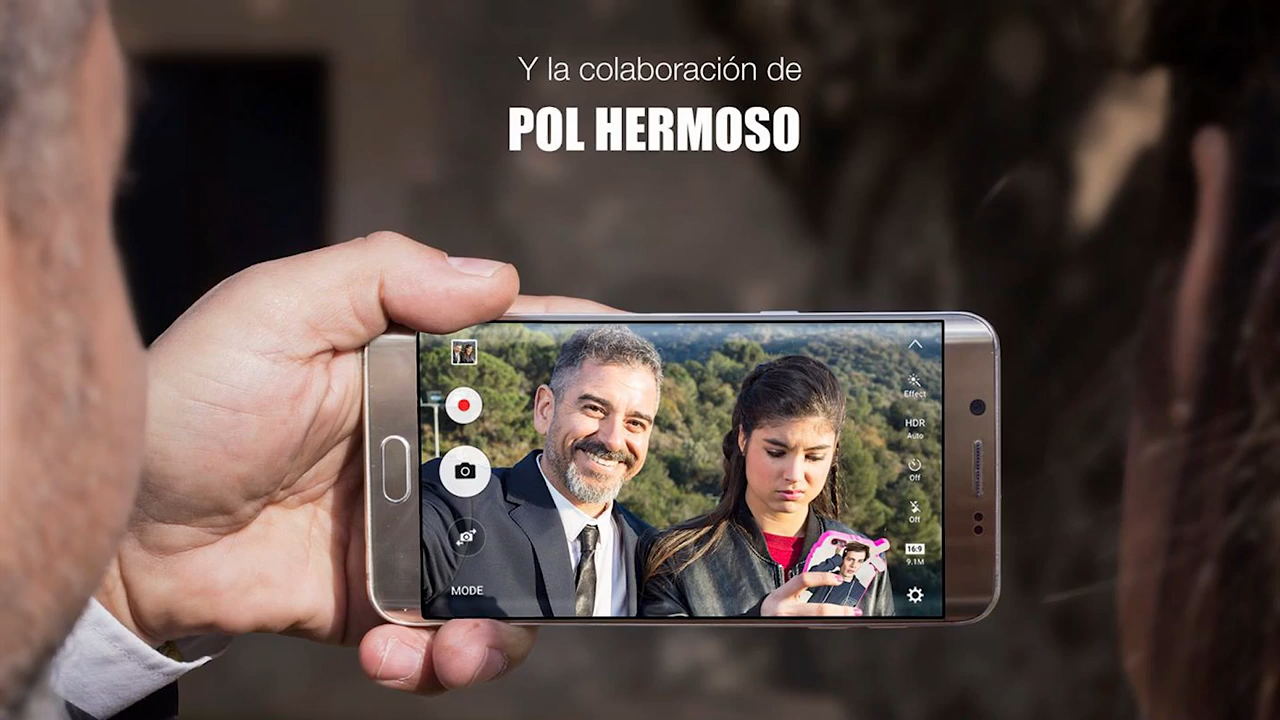 Y la colaboración de
POL HERMOSO
Effect
HDR
Auto
Off
Off
16:9
9.1M
MODE